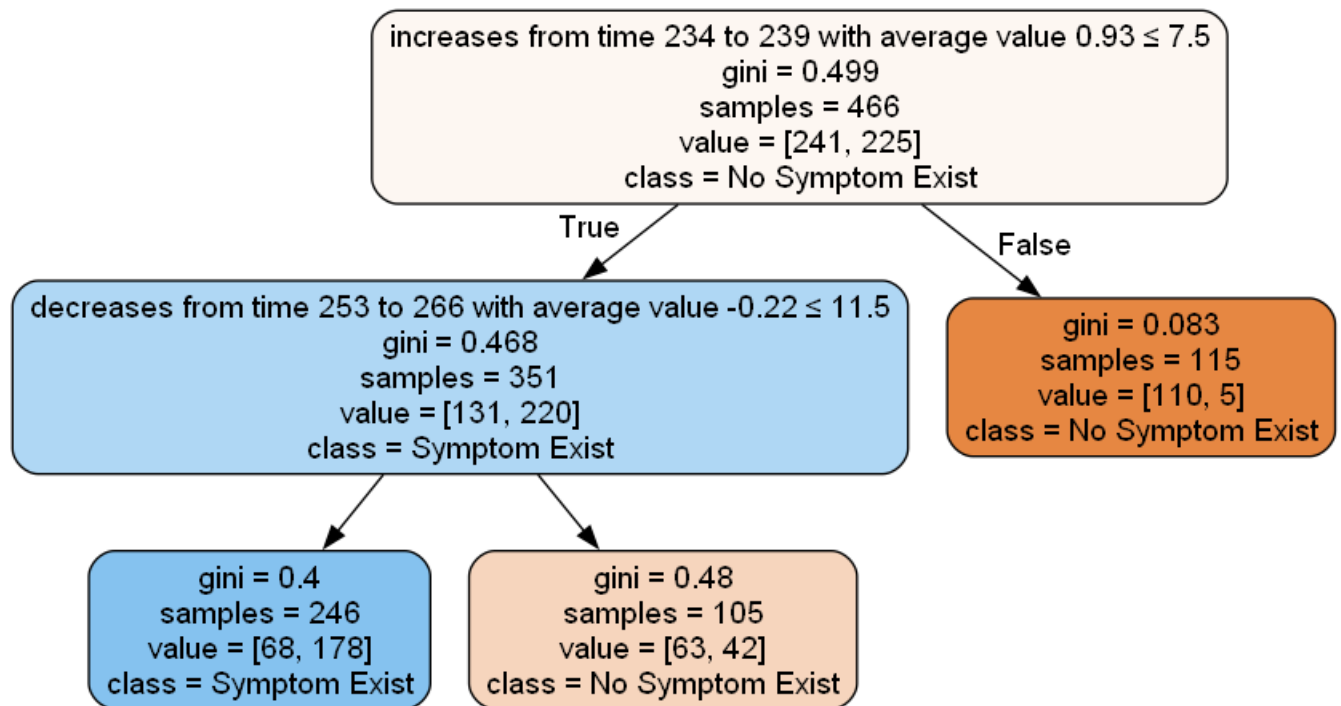 increases from time 234 to 239 with average value 0.93 ≤ 7.5
gini = 0.499
samples = 466
value = [241, 225]
class = No Symptom Exist
True
False
decreases from time 253 to 266 with average value -0.22 ≤ 11.5
gini = 0.468
samples = 351
value = [131, 220]
class = Symptom Exist
gini = 0.083
samples = 115
value = [110, 5]
class = No Symptom Exist
gini = 0.4
samples = 246
value = [68, 178]
class = Symptom Exist
gini = 0.48
samples = 105
value = [63, 42]
class = No Symptom Exist